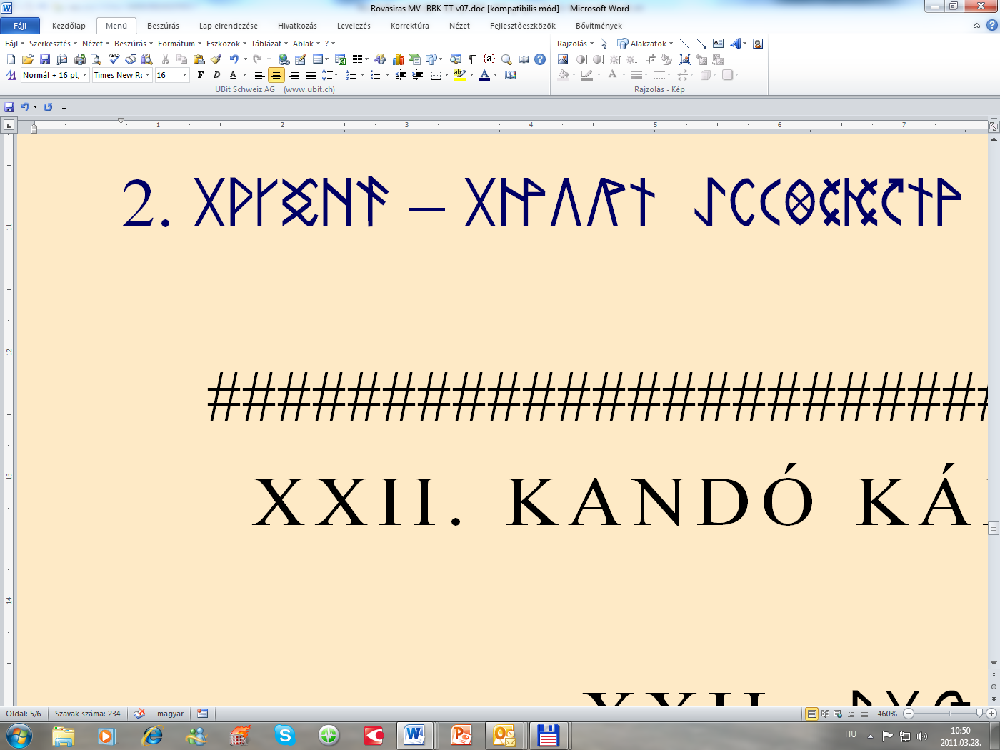 Rovasiras MV- BBK TT v07.doc [kompatibilis mód] - Microsoft Word
Fájl Kezdőlap Menü Beszúrás Lap elrendezése Hivatkozás Levelezés Korrektúra Nézet Fejlesztőeszközök Bővítmények
Fájl Szerkesztés Nézet Beszúrás Formátum Eszközök Táblázat Ablak ? Rajzolás Alakzatok
Normál + 16 pt, Times New Ro 16 F D A
UBit Schweiz AG (www.ubit.ch) Rajzolás - Kép
1 2 3 4 5 6 7
2. –
11
12
######################
XXII. KANDÓ KÁ
13
14
XXII.
Oldal: 5/6 Szavak száma: 234 magyar 460%
HU 10:50
2011.03.28.